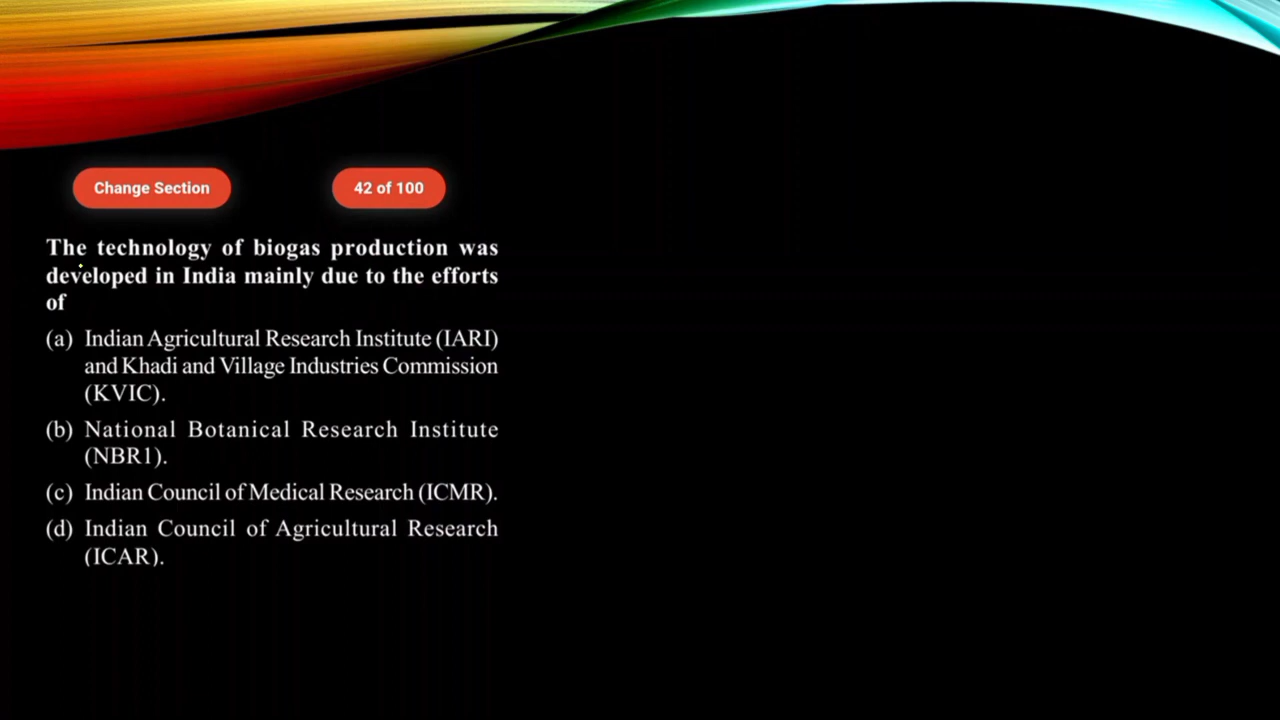 Change Section
42 of 100
The technology of biogas production was
developed in India mainly due to the efforts
of
(a) Indian Agricultural Research Institute (IARI)
and Khadi and Village Industries Commission
(KVIC).
(b) National Botanical Research Institute
(NBR1).
(c) Indian Council of Medical Research (ICMR).
(d) Indian Council of Agricultural Research
(ICAR).